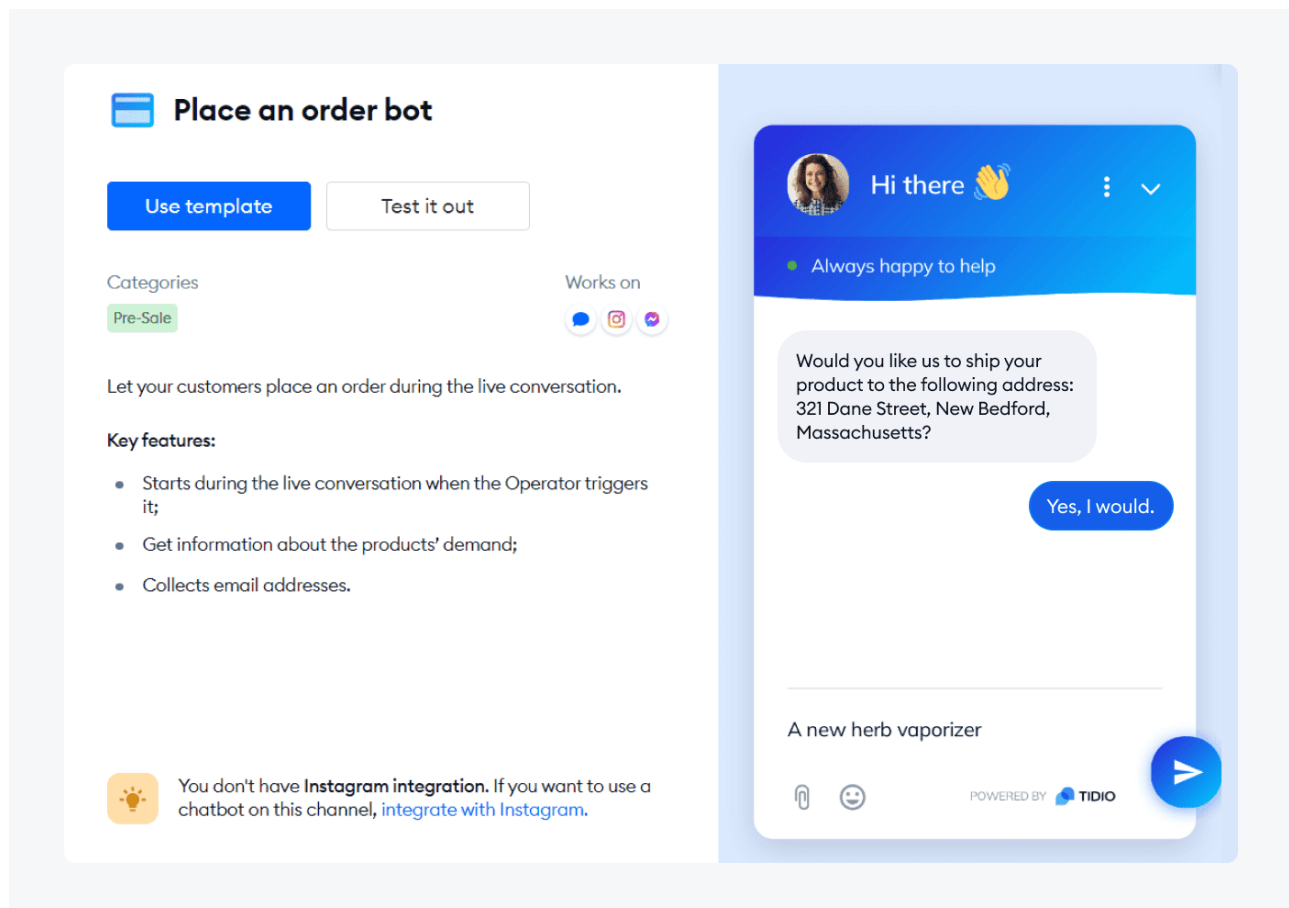 Place an order bot
Use template
Test it out
Categories
Works on
Pre-Sale
Let your customers place an order during the live conversation.
Key features:
Starts during the live conversation when the Operator triggers
it;
Get information about the products’ demand;
Collects email addresses.
You don't have Instagram integration. If you want to use a
chatbot on this channel, integrate with Instagram.
Hi there 👋
Always happy to help
Would you like us to ship your
product to the following address:
321 Dane Street, New Bedford,
Massachusetts?
Yes, I would.
A new herb vaporizer
POWERED BY TIDIO